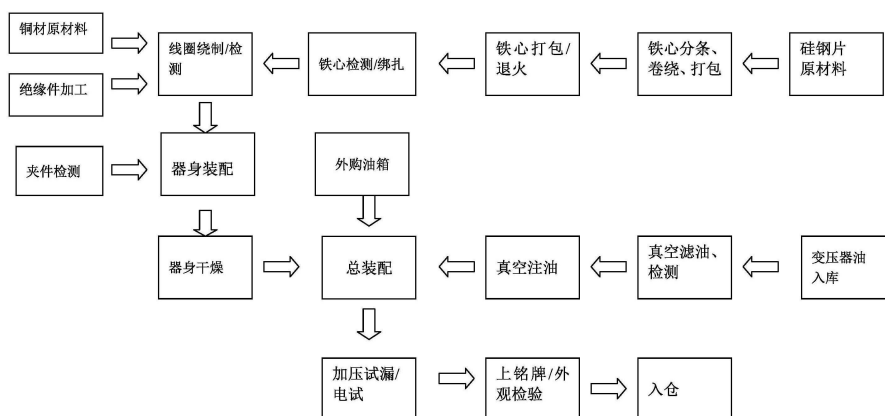 铜材原材料
线圈绕制/检
测
铁心检测/绑扎
铁心打包/
退火
铁心分条、
卷绕、打包
硅钢片
原材料
绝缘件加工
夹件检测
器身装配
外购油箱
器身干燥
总装配
真空注油
真空滤油、
检测
变压器油
入库
加压试漏/
电试
上铭牌/外
观检验
入仓